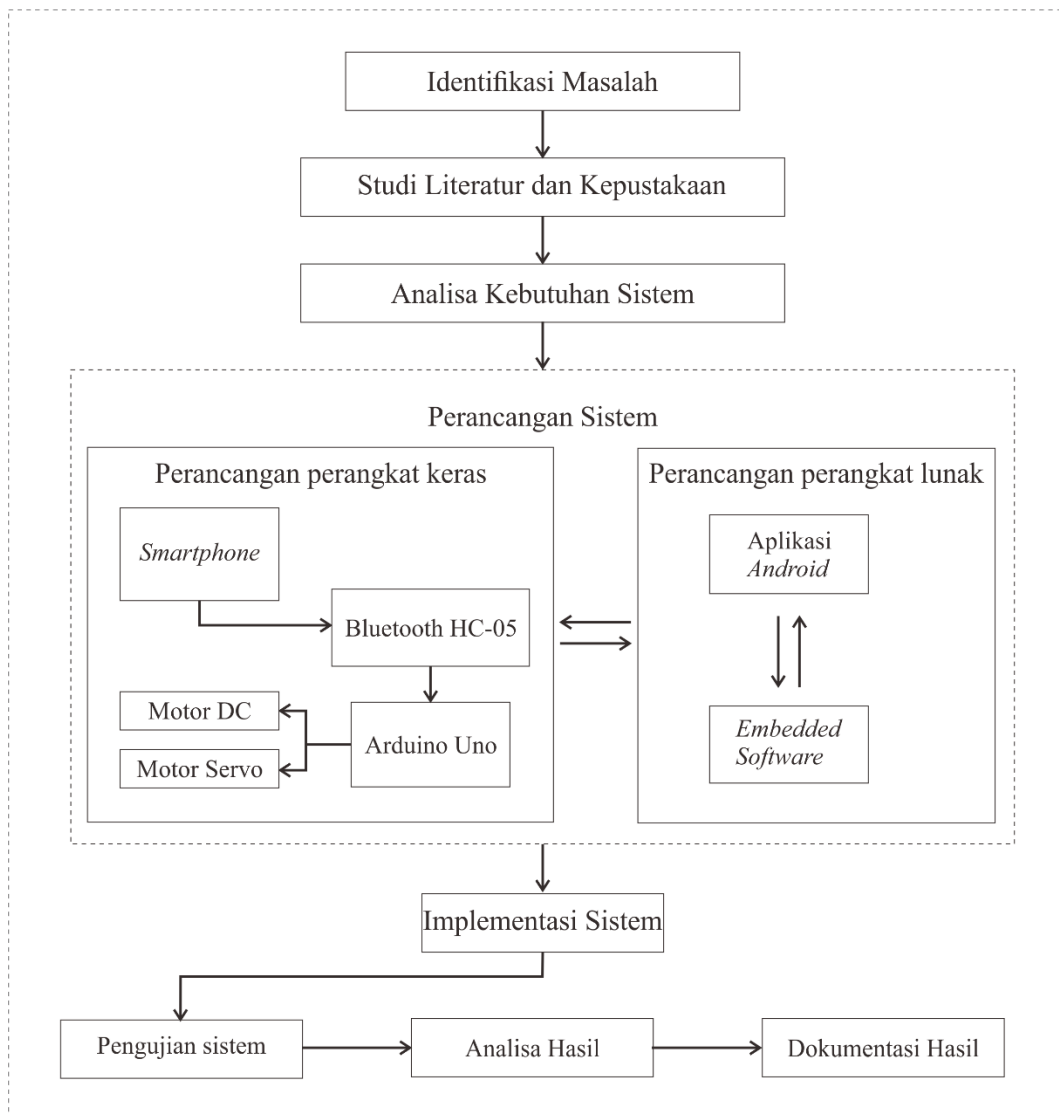 Identifikasi Masalah
Studi Literatur dan Kepustakaan
Analisa Kebutuhan Sistem
Perancangan Sistem
Perancangan perangkat keras
Smartphone
Bluetooth HC-05
Motor DC
Arduino Uno
Motor Servo
Perancangan perangkat lunak
Aplikasi
Android
Embedded
Software
Implementasi Sistem
Pengujian sistem
Analisa Hasil
Dokumentasi Hasil